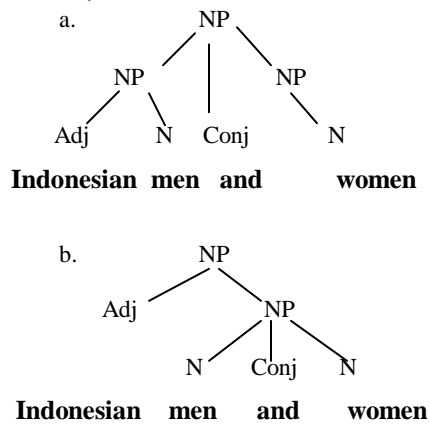 a.
NP
NP NP
Adj N Conj N
Indonesian men and women
b.
NP
Adj NP
N Conj N
Indonesian men and women